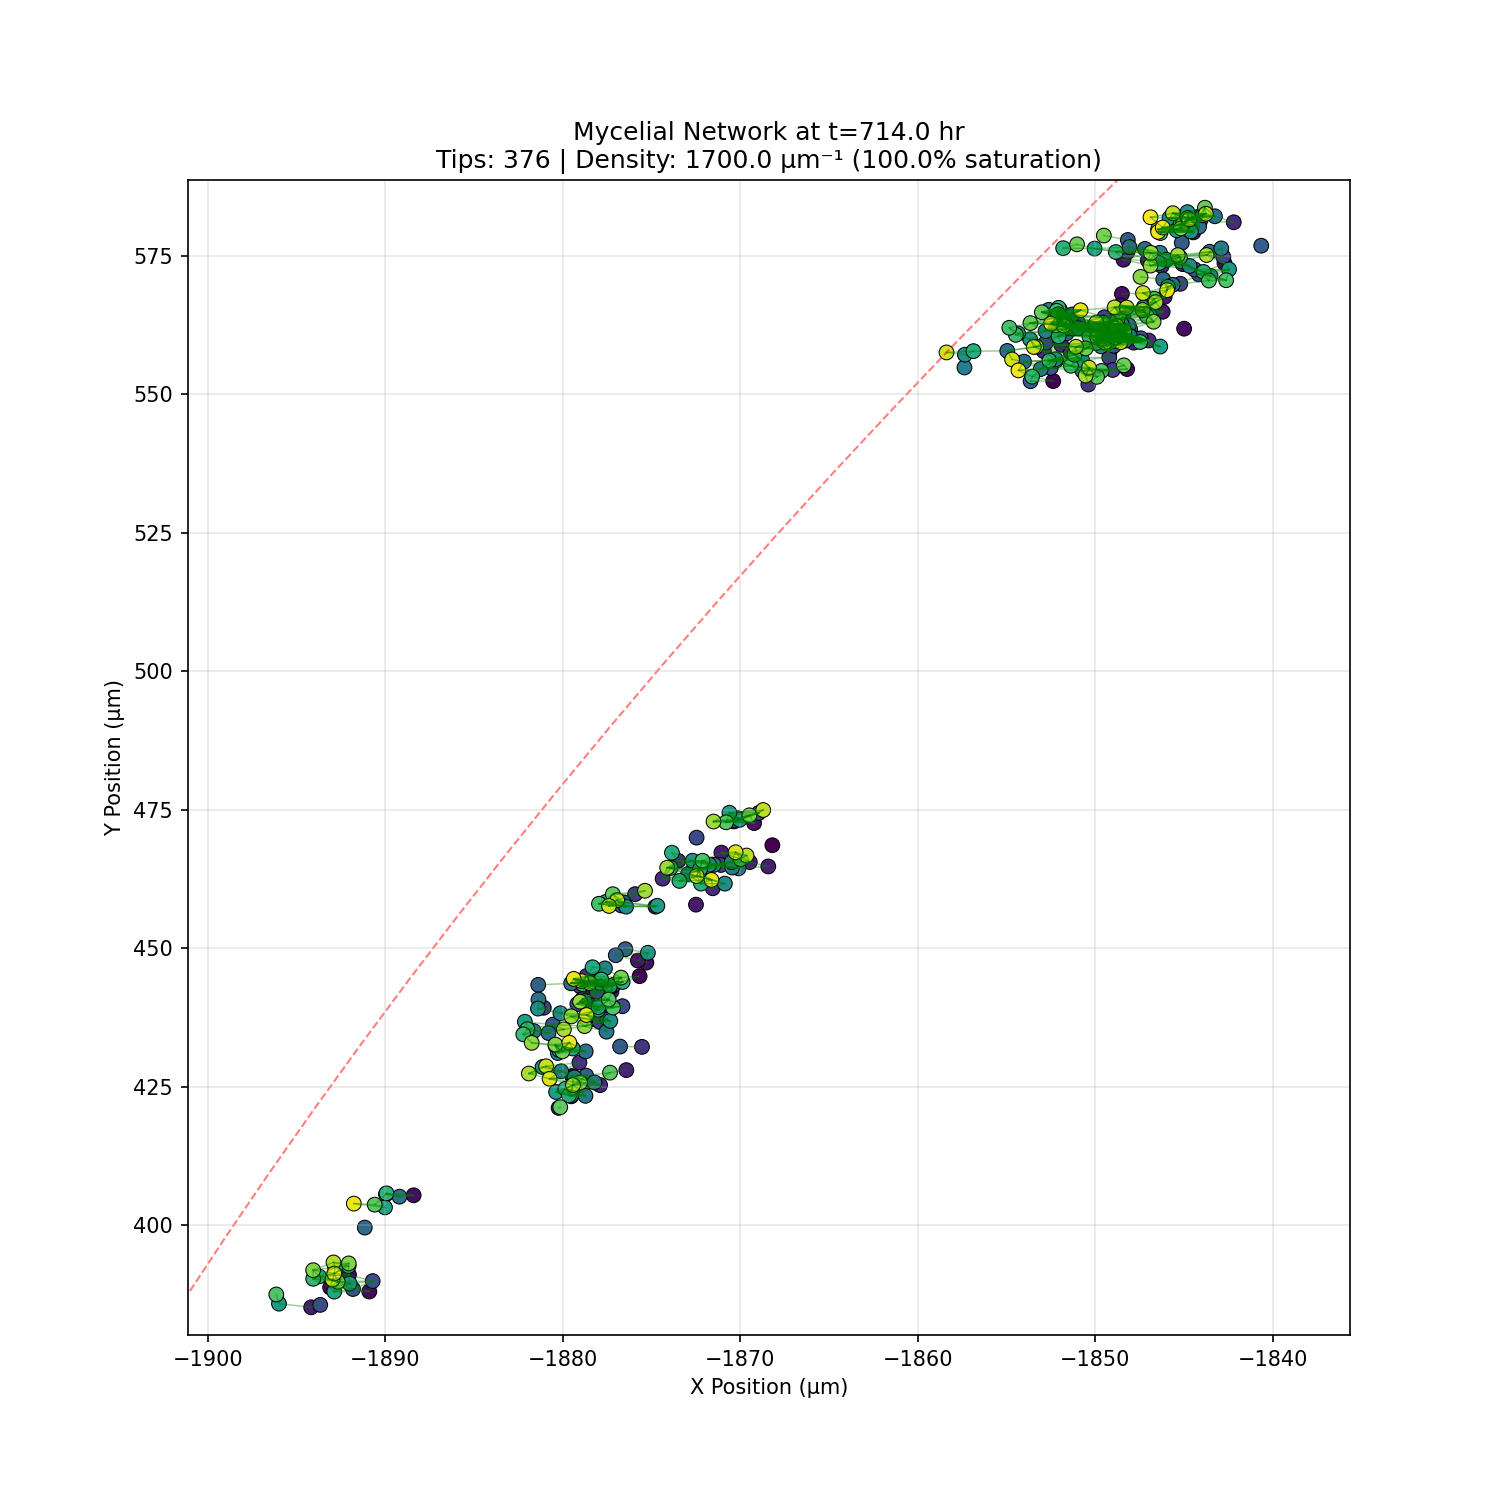 Mycelial Network at t=714.0 hr
Tips: 376 | Density: 1700.0 μm⁻¹ (100.0% saturation)
Y Position (μm)
575
550
525
500
475
450
425
400
−1900 −1890 −1880 −1870 −1860 −1850 −1840
X Position (μm)